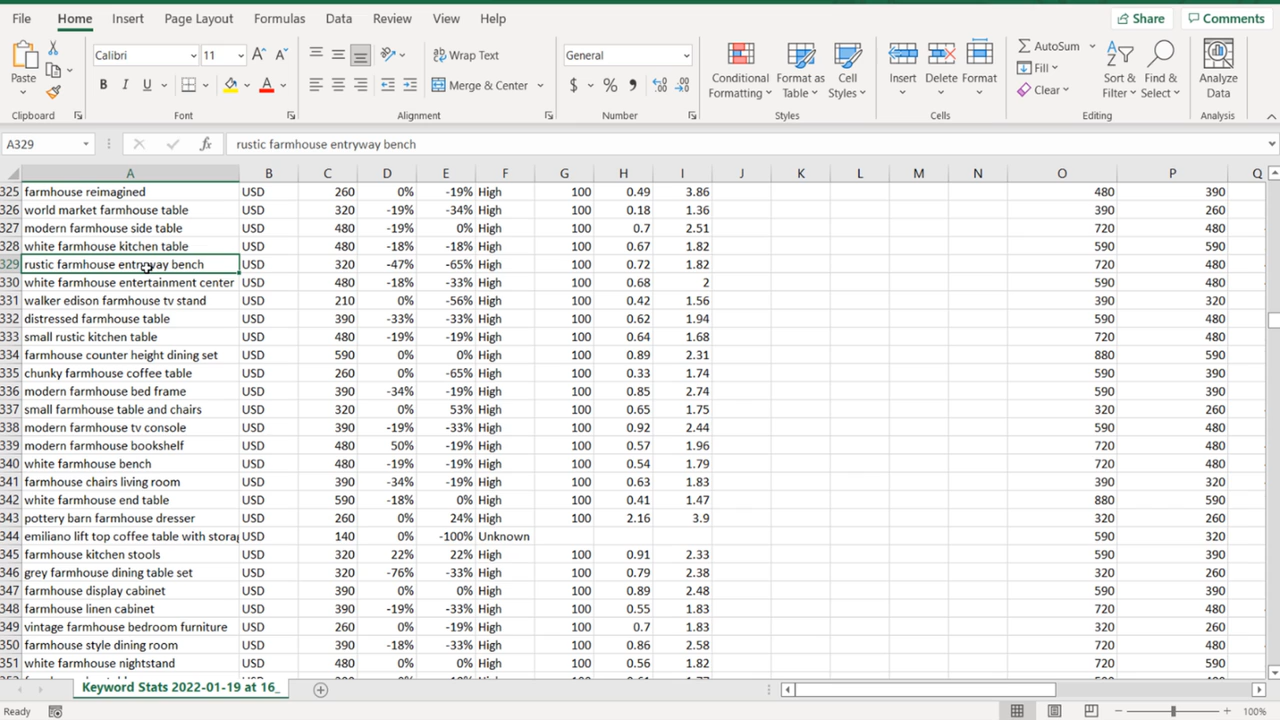 File Home Insert Page Layout Formulas Data Review View Help Share Comments
Calibri 11 A A Wrap Text General AutoSum
Paste B I U A Merge & Center $ % , Conditional Formatting Format as Table Cell Styles Insert Delete Format Fill Clear Sort & Filter Find & Select Analyze Data
Clipboard Font Alignment Number Styles Cells Editing Analysis
A329 fx rustic farmhouse entryway bench
A B C D E F G H I J K L M N O P Q
325 farmhouse reimagined USD 260 0% -19% High 100 0.49 3.86 480 390
326 world market farmhouse table USD 320 -19% -34% High 100 0.18 1.36 390 260
327 modern farmhouse side table USD 480 -19% 0% High 100 0.7 2.51 720 480
328 white farmhouse kitchen table USD 480 -18% -18% High 100 0.67 1.82 590 590
329 rustic farmhouse entryway bench USD 320 -47% -65% High 100 0.72 1.82 720 480
330 white farmhouse entertainment center USD 480 -18% -33% High 100 0.68 2 590 480
331 walker edison farmhouse tv stand USD 210 0% -56% High 100 0.42 1.56 390 320
332 distressed farmhouse table USD 390 -33% -33% High 100 0.62 1.94 590 480
333 small rustic kitchen table USD 480 -19% -19% High 100 0.64 1.68 720 480
334 farmhouse counter height dining set USD 590 0% 0% High 100 0.89 2.31 880 590
335 chunky farmhouse coffee table USD 260 0% -65% High 100 0.33 1.74 590 390
336 modern farmhouse bed frame USD 390 -34% -19% High 100 0.85 2.74 590 390
337 small farmhouse table and chairs USD 320 0% 53% High 100 0.65 1.75 320 260
338 modern farmhouse tv console USD 390 -19% -33% High 100 0.92 2.44 590 480
339 modern farmhouse bookshelf USD 480 50% -19% High 100 0.57 1.96 720 480
340 white farmhouse bench USD 480 -19% -19% High 100 0.54 1.79 720 480
341 farmhouse chairs living room USD 390 -34% -19% High 100 0.63 1.83 390 320
342 white farmhouse end table USD 590 -18% 0% High 100 0.41 1.47 880 590
343 pottery barn farmhouse dresser USD 260 0% 24% High 100 2.16 3.9 320 260
344 emiliano lift top coffee table with storag USD 140 0% -100% Unknown 590 320
345 farmhouse kitchen stools USD 320 22% 22% High 100 0.91 2.33 590 390
346 grey farmhouse dining table set USD 320 -76% -33% High 100 0.79 2.38 320 260
347 farmhouse display cabinet USD 390 0% 0% High 100 0.89 2.48 590 390
348 farmhouse linen cabinet USD 390 -19% -33% High 100 0.55 1.83 720 480
349 vintage farmhouse bedroom furniture USD 260 0% -19% High 100 0.7 1.83 320 260
350 farmhouse style dining room USD 390 -18% -33% High 100 0.86 2.58 590 480
351 white farmhouse nightstand USD 480 0% 0% High 100 0.56 1.82 720 590
Keyword Stats 2022-01-19 at 16_
Ready 100%